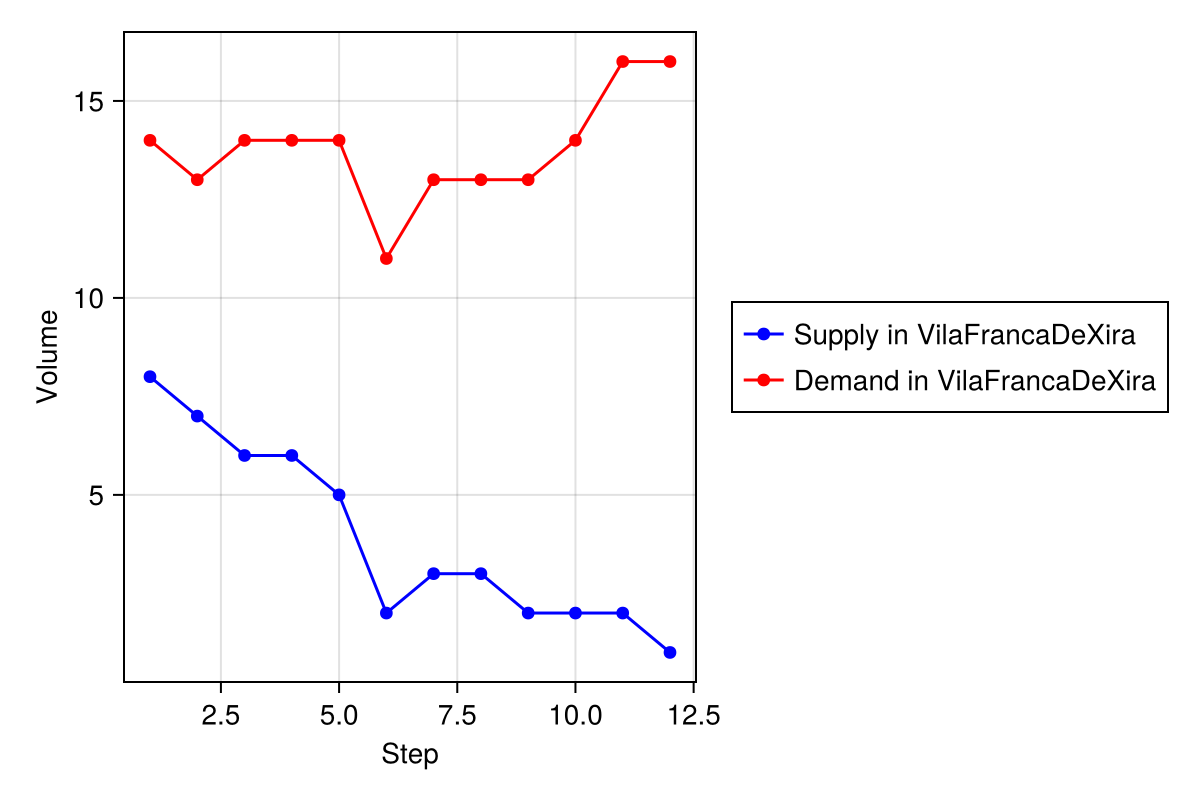 15
10
5
Volume
2.5 5.0 7.5 10.0 12.5
Step
Supply in VilaFrancaDeXira
Demand in VilaFrancaDeXira